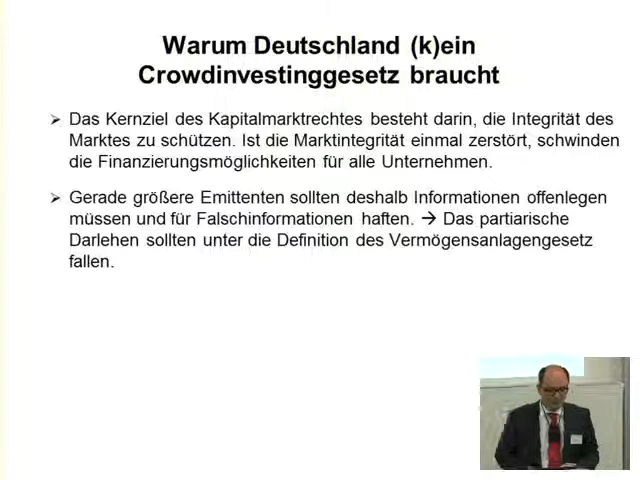 Warum Deutschland (k)ein
Crowdinvestinggesetz braucht
➢ Das Kernziel des Kapitalmarktrechtes besteht darin, die Integrität des
Marktes zu schützen. Ist die Marktintegrität einmal zerstört, schwinden
die Finanzierungsmöglichkeiten für alle Unternehmen.
➢ Gerade größere Emittenten sollten deshalb Informationen offenlegen
müssen und für Falschinformationen haften. → Das partiarische
Darlehen sollten unter die Definition des Vermögensanlagengesetz
fallen.